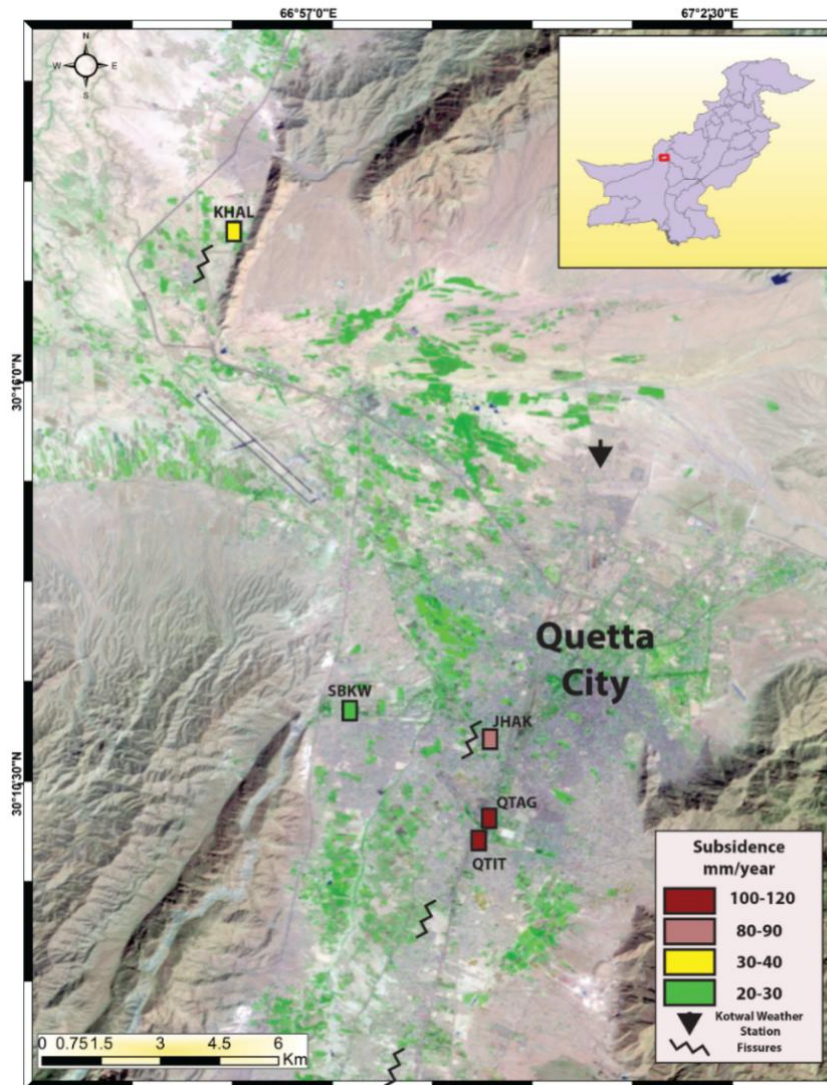 66°57'0"E 67°2'30"E
N
W E
S
KHAL
30°16'0"N
Quetta
City
SBKW
JHAK
30°10'30"N
QTAG
QTIT
Subsidence
mm/year
100-120
80-90
30-40
20-30
Kotwal Weather
Station
Fissures
0 0.75 1.5 3 4.5 6
Km